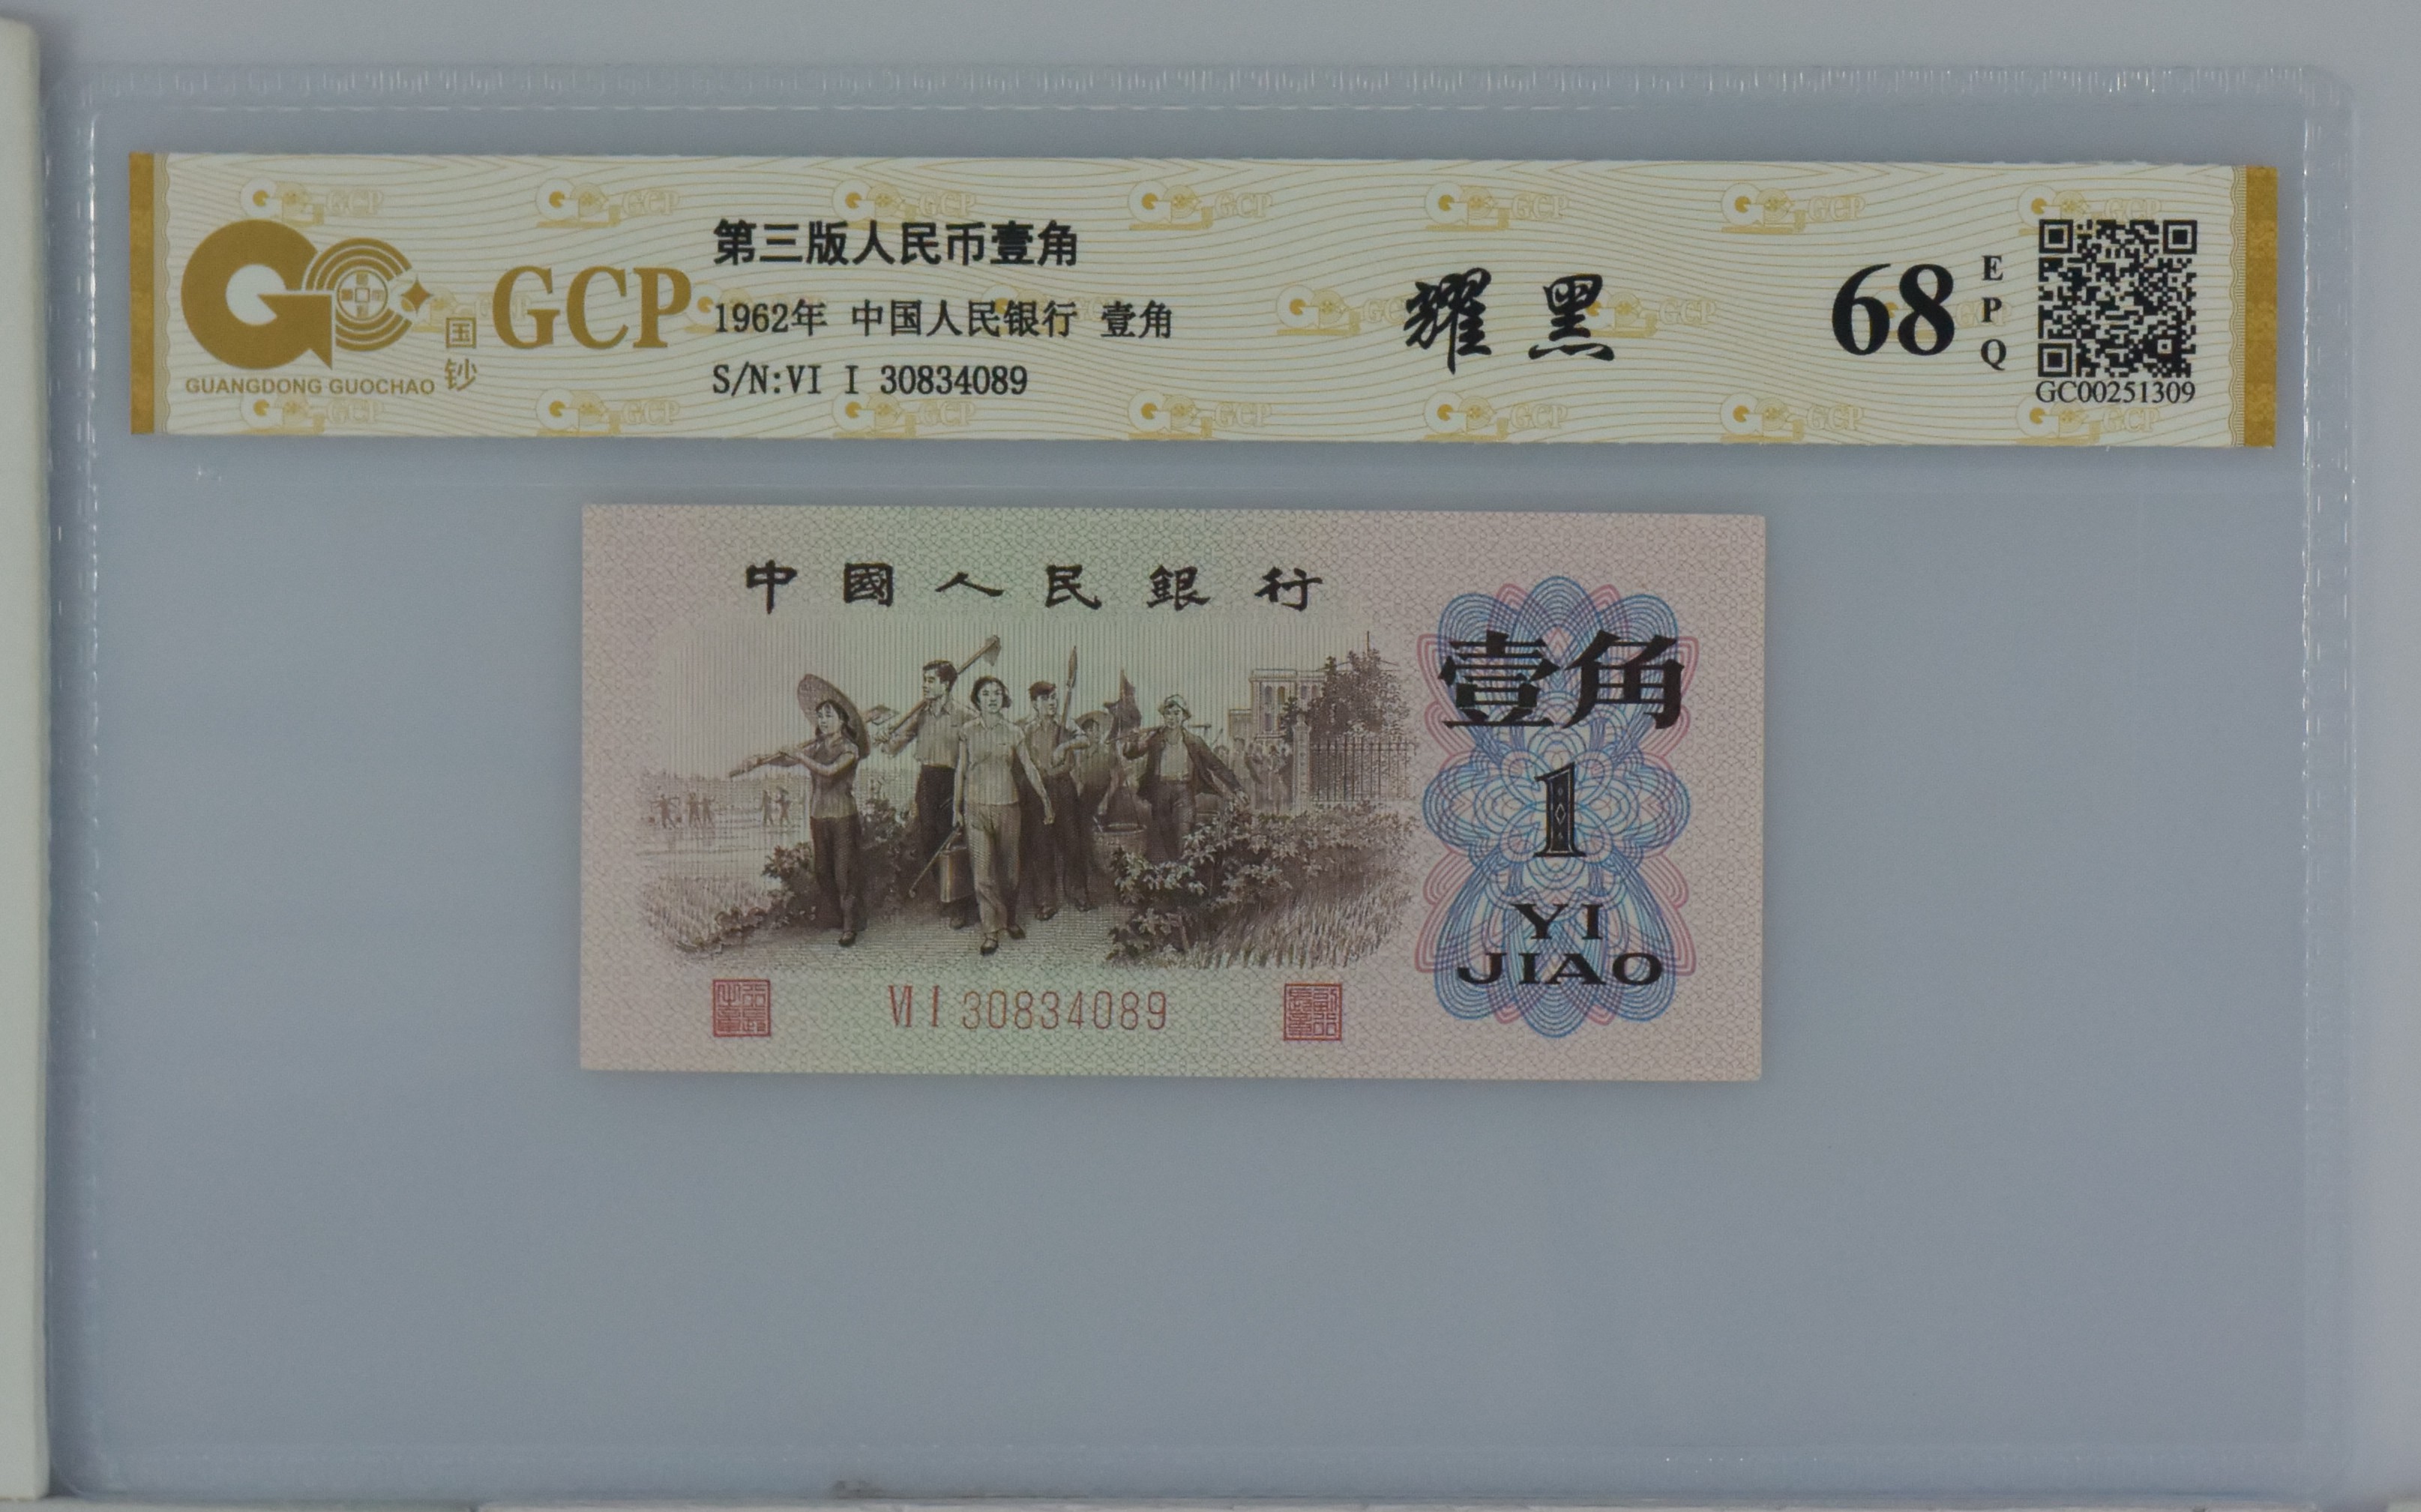 第三版人民币壹角
国钞 GCP 1962年 中国人民银行 壹角
GUANGDONG GUOCHAO
S/N:VI I 30834089
耀黑
68 EPQ
GC00251309
中國人民銀行
壹角
1
YI
JIAO
VI I 30834089